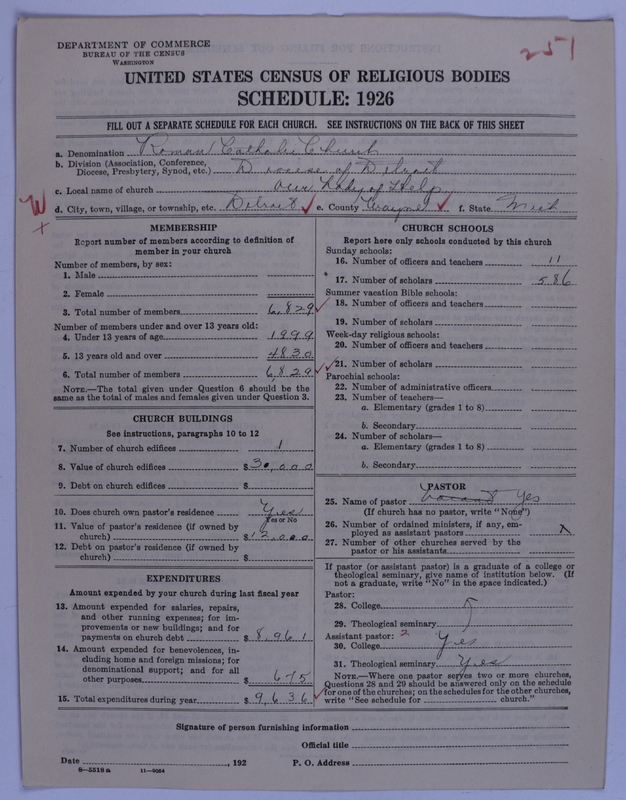 DEPARTMENT OF COMMERCE
BUREAU OF THE CENSUS
WASHINGTON
251
UNITED STATES CENSUS OF RELIGIOUS BODIES
SCHEDULE: 1926
FILL OUT A SEPARATE SCHEDULE FOR EACH CHURCH. SEE INSTRUCTIONS ON THE BACK OF THIS SHEET
a. Denomination Roman Catholic Church
b. Division (Association, Conference, Diocese, Presbytery, Synod, etc.) Diocese of Detroit
c. Local name of church Our Lady of Help
d. City, town, village, or township, etc. Detroit e. County Wayne f. State Mich
MEMBERSHIP
Report number of members according to definition of
member in your church
Number of members, by sex:
1. Male
2. Female
3. Total number of members 6,829
Number of members under and over 13 years old:
4. Under 13 years of age 1999
5. 13 years old and over 4830
6. Total number of members 6,829
NOTE.—The total given under Question 6 should be the
same as the total of males and females given under Question 3.
CHURCH BUILDINGS
See instructions, paragraphs 10 to 12
7. Number of church edifices 1
8. Value of church edifices $30,000
9. Debt on church edifices $
10. Does church own pastor's residence Yes
Yes or No
11. Value of pastor's residence (if owned by
church) $12,000
12. Debt on pastor's residence (if owned by
church) $
EXPENDITURES
Amount expended by your church during last fiscal year
13. Amount expended for salaries, repairs,
and other running expenses; for im-
provements or new buildings; and for
payments on church debt $8,961
14. Amount expended for benevolences, in-
cluding home and foreign missions; for
denominational support; and for all
other purposes $675
15. Total expenditures during year $9,636
CHURCH SCHOOLS
Report here only schools conducted by this church
Sunday schools:
16. Number of officers and teachers 11
17. Number of scholars 586
Summer vacation Bible schools:
18. Number of officers and teachers
19. Number of scholars
Week-day religious schools:
20. Number of officers and teachers
21. Number of scholars
Parochial schools:
22. Number of administrative officers
23. Number of teachers—
a. Elementary (grades 1 to 8)
b. Secondary
24. Number of scholars—
a. Elementary (grades 1 to 8)
b. Secondary
PASTOR
25. Name of pastor Yes
(If church has no pastor, write "None")
26. Number of ordained ministers, if any, em-
ployed as assistant pastors
27. Number of other churches served by the
pastor or his assistants
If pastor (or assistant pastor) is a graduate of a college or
theological seminary, give name of institution below. (If
not a graduate, write "No" in the space indicated.)
Pastor:
28. College
29. Theological seminary
Assistant pastor: 2
30. College Yes
31. Theological seminary Yes
NOTE.—Where one pastor serves two or more churches,
Questions 28 and 29 should be answered only on the schedule
for one of the churches; on the schedules for the other churches,
write "See schedule for church."
Signature of person furnishing information
Official title
Date , 192 P. O. Address
8—5518 a 11—9064